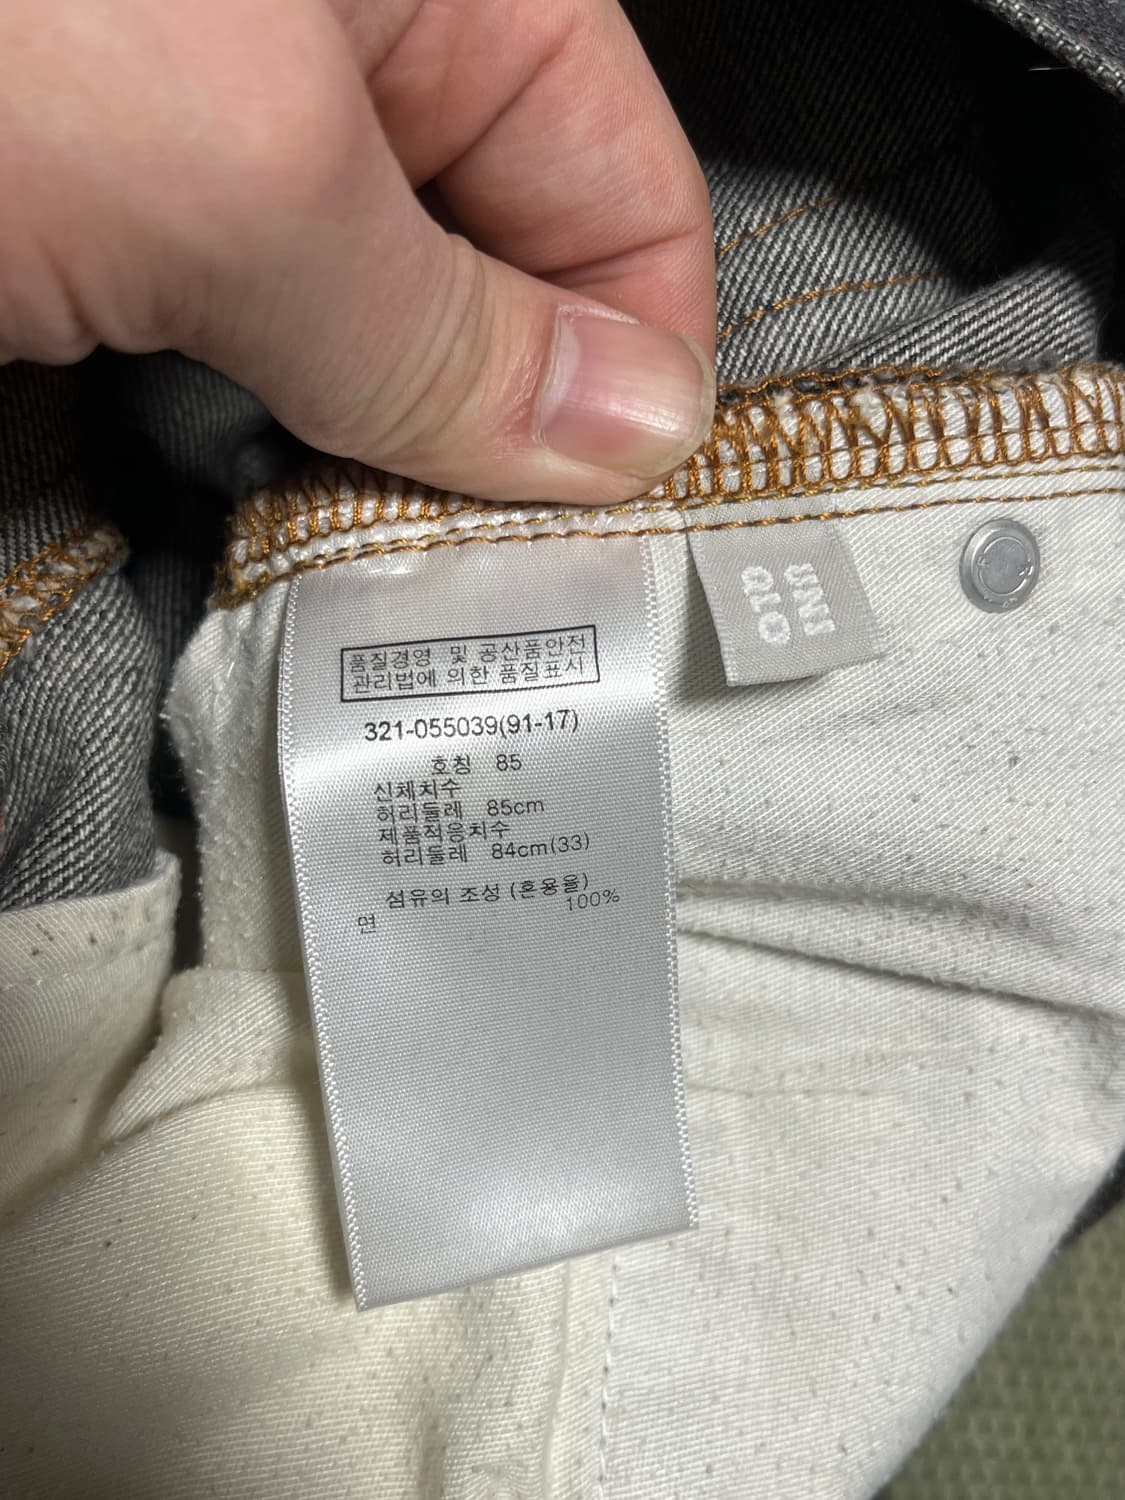 품질경영 및 공산품안전
관리법에 의한 품질표시
321-055039(91-17)
호칭 85
신체치수
허리둘레 85cm
제품적응치수
허리둘레 84cm(33)
섬유의 조성 (혼용율)
면 100%